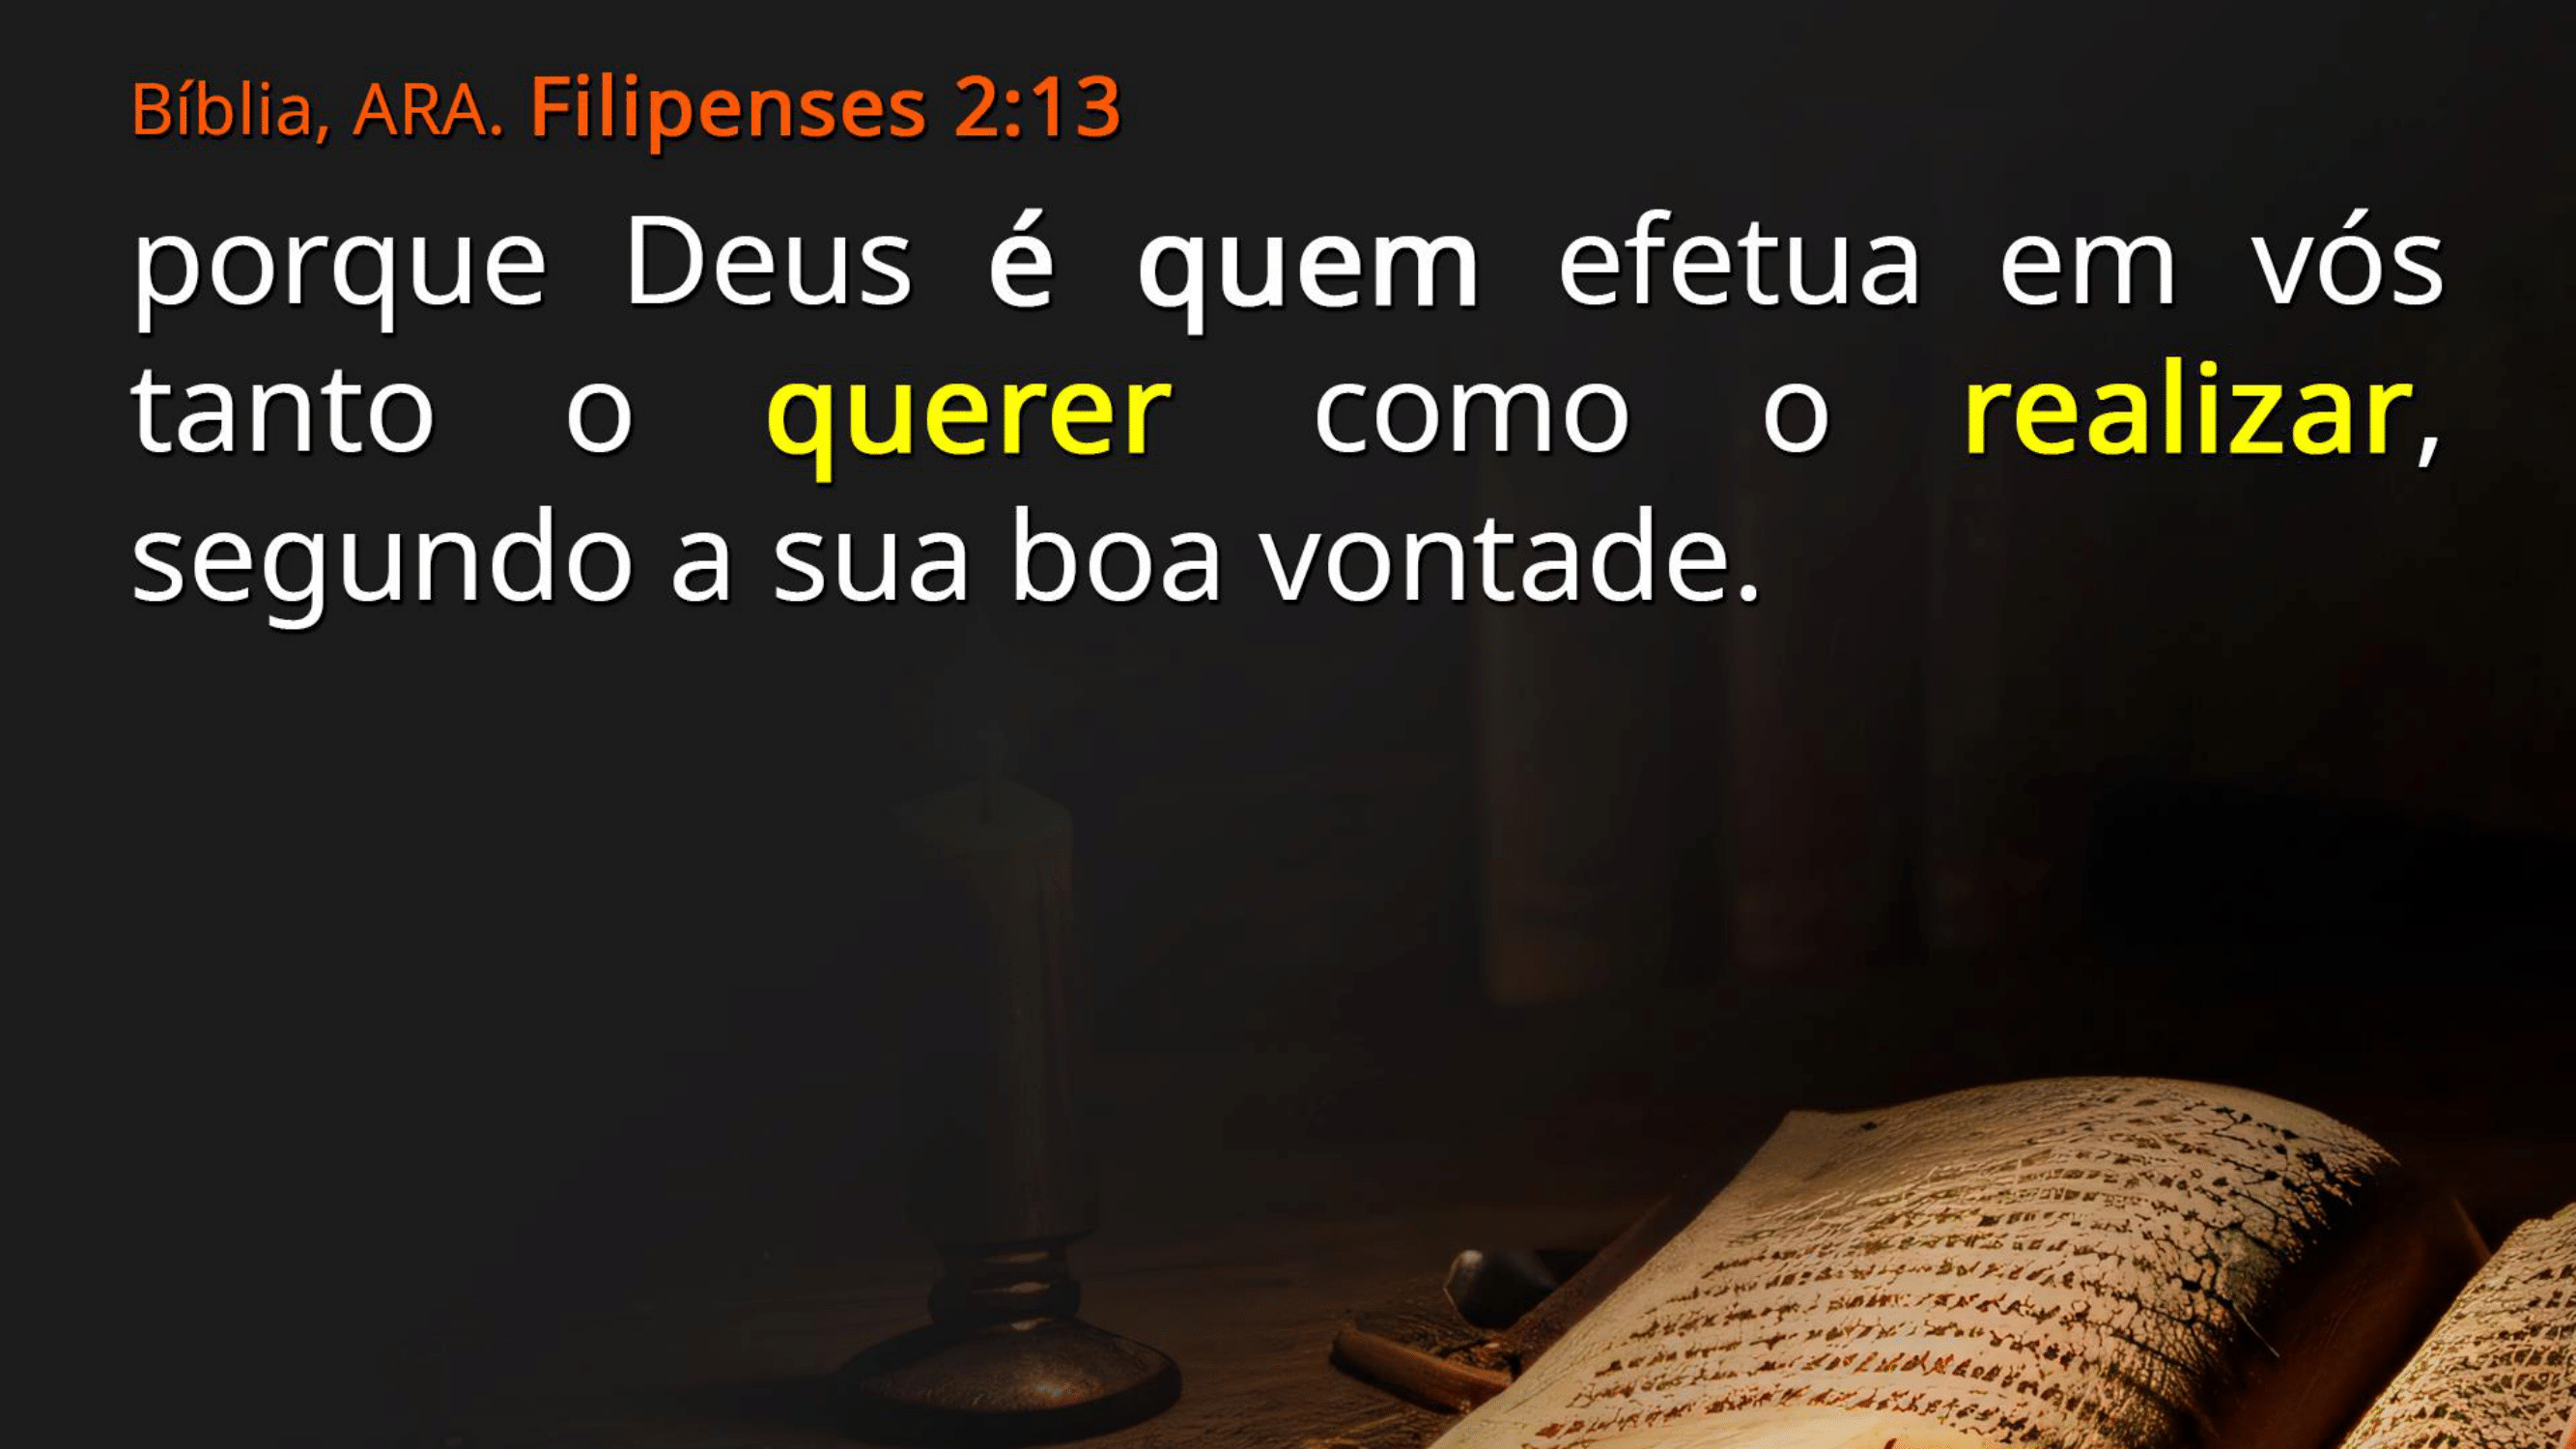 Bíblia, ARA. Filipenses 2:13
porque Deus é quem efetua em vós
tanto o querer como o realizar,
segundo a sua boa vontade.